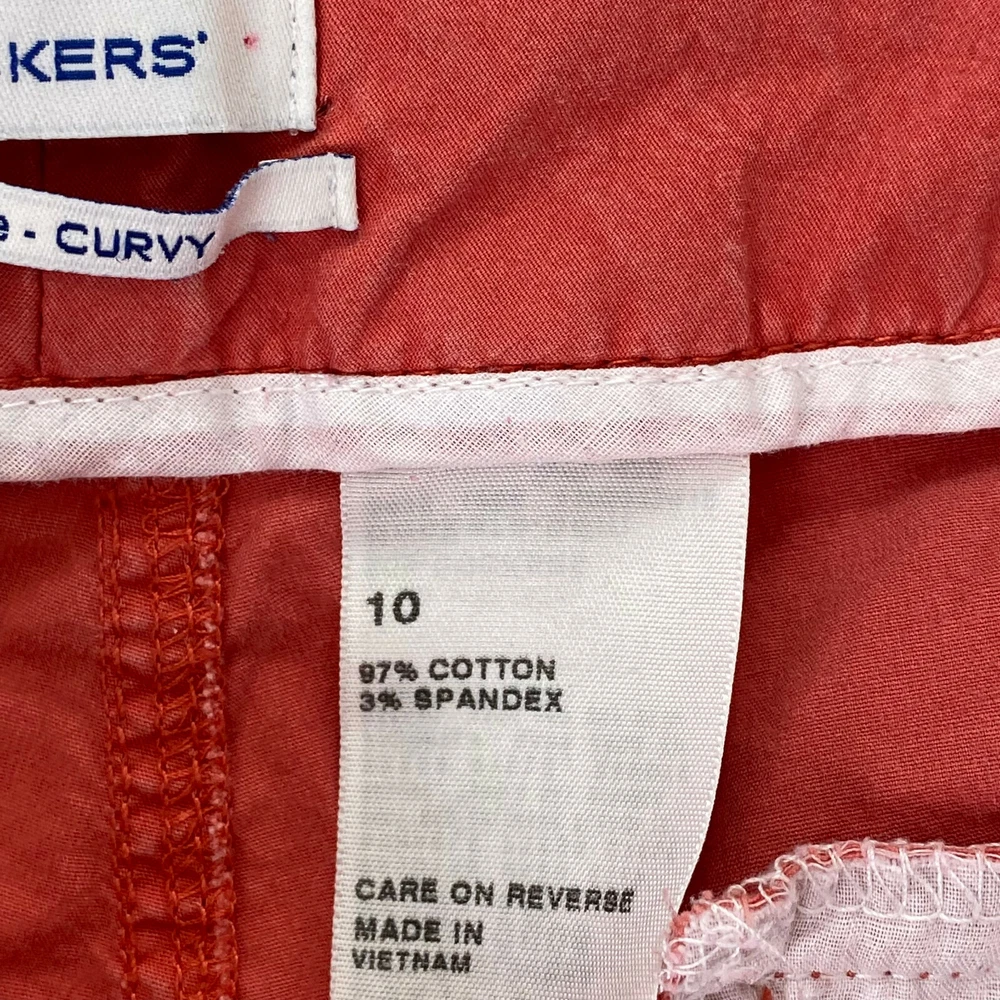 KERS
e - CURVY
10
97% COTTON
3% SPANDEX
CARE ON REVERSE
MADE IN
VIETNAM